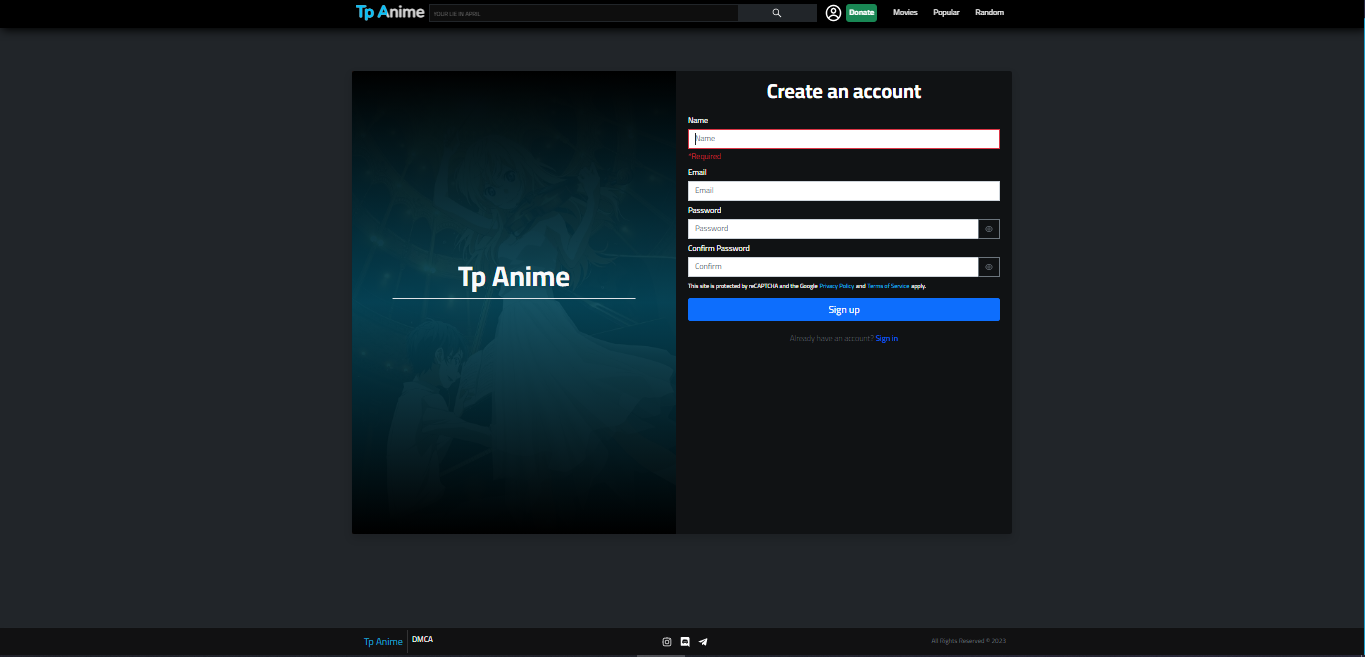 Tp Anime YOUR LIE IN APRIL Donate Movies Popular Random
Tp Anime
Create an account
Name
Name
*Required
Email
Email
Password
Password
Confirm Password
Confirm
This site is protected by reCAPTCHA and the Google Privacy Policy and Terms of Service apply.
Sign up
Already have an account? Sign in
Tp Anime DMCA All Rights Reserved © 2023